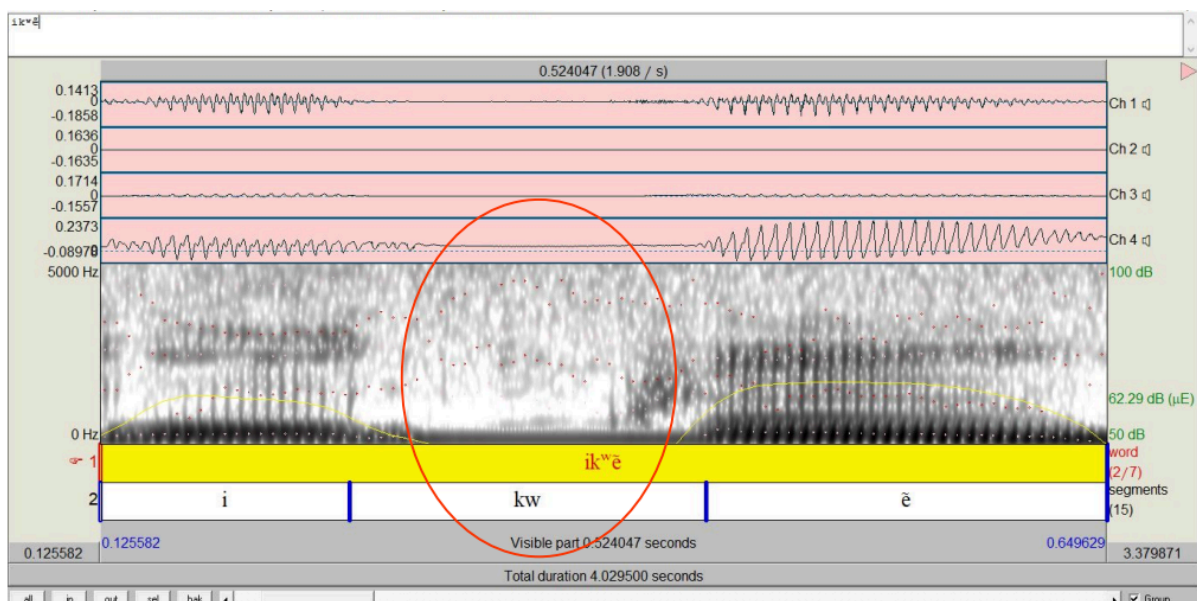 ikʷẽ
0.524047 (1.908 / s)
0.1413
0
-0.1858
Ch 1
0.1636
0
-0.1635
Ch 2
0.1714
0
-0.1557
Ch 3
0.2373
-0.08978
Ch 4
5000 Hz
100 dB
62.29 dB (µE)
0 Hz
50 dB
1
ikʷẽ
word
(2/7)
2
i
kw
ẽ
segments
(15)
0.125582
0.125582
Visible part 0.524047 seconds
0.649629
3.379871
Total duration 4.029500 seconds
all in out sel bak
Group